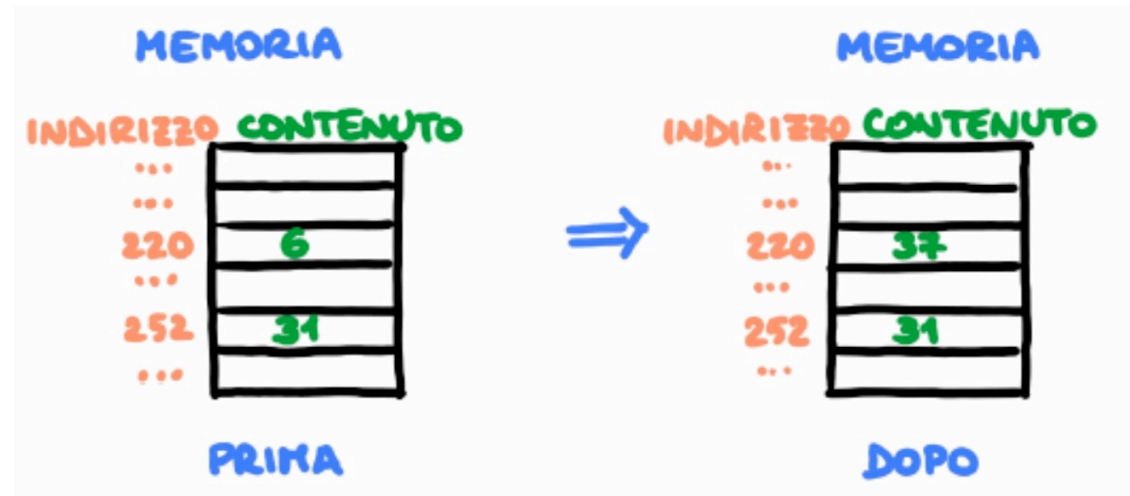 MEMORIA MEMORIA
INDIRIZZO CONTENUTO INDIRIZZO CONTENUTO
... ...
... ...
220 6 220 37
... ...
252 31 252 31
... ...
PRIMA DOPO